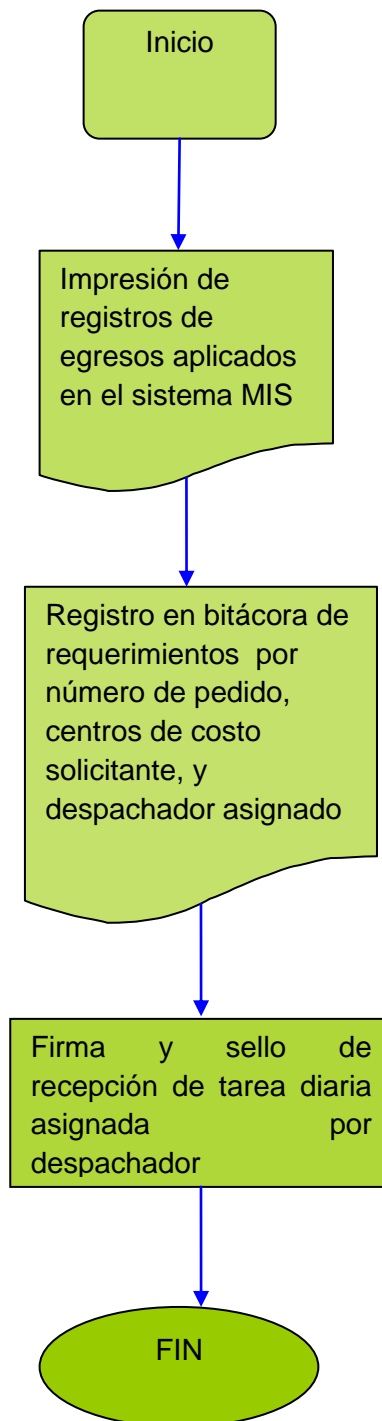 Inicio
Impresión de
registros de
egresos aplicados
en el sistema MIS
Registro en bitácora de
requerimientos por
número de pedido,
centros de costo
solicitante, y
despachador asignado
Firma y sello de
recepción de tarea diaria
asignada por
despachador
FIN